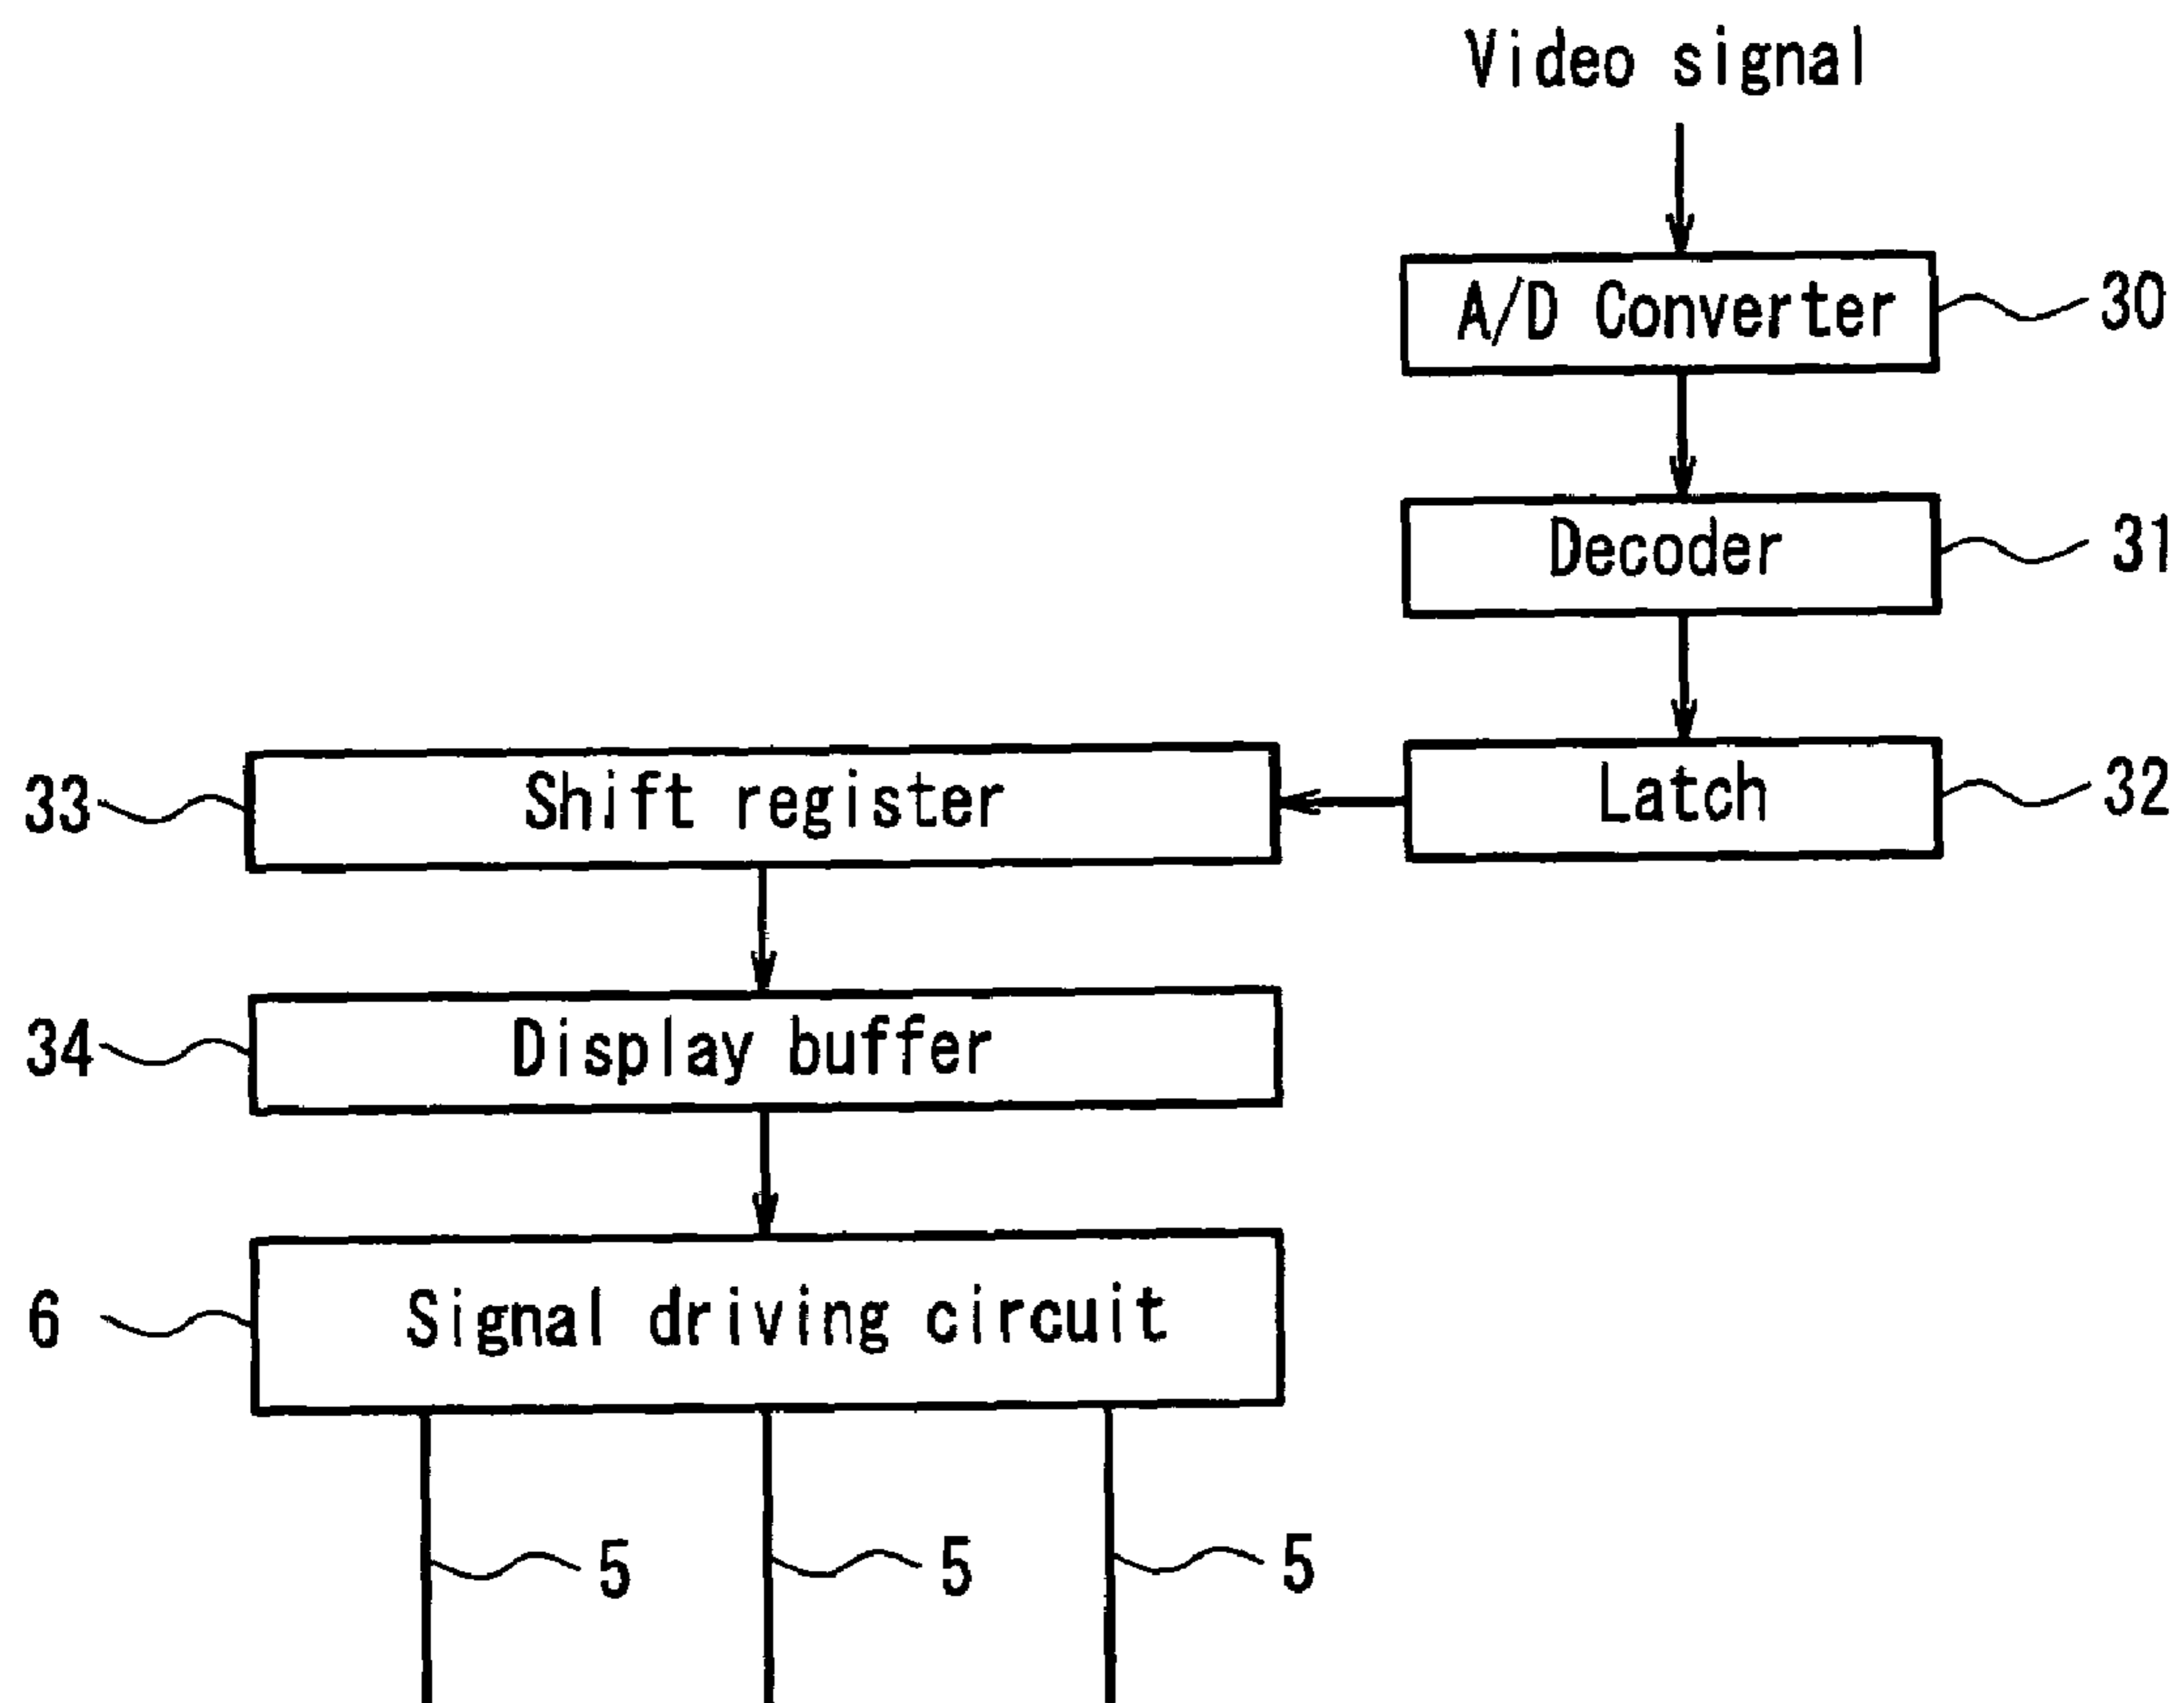 Video signal
A/D Converter 30
Decoder 31
33 Shift register Latch 32
34 Display buffer
6 Signal driving circuit
5 5 5